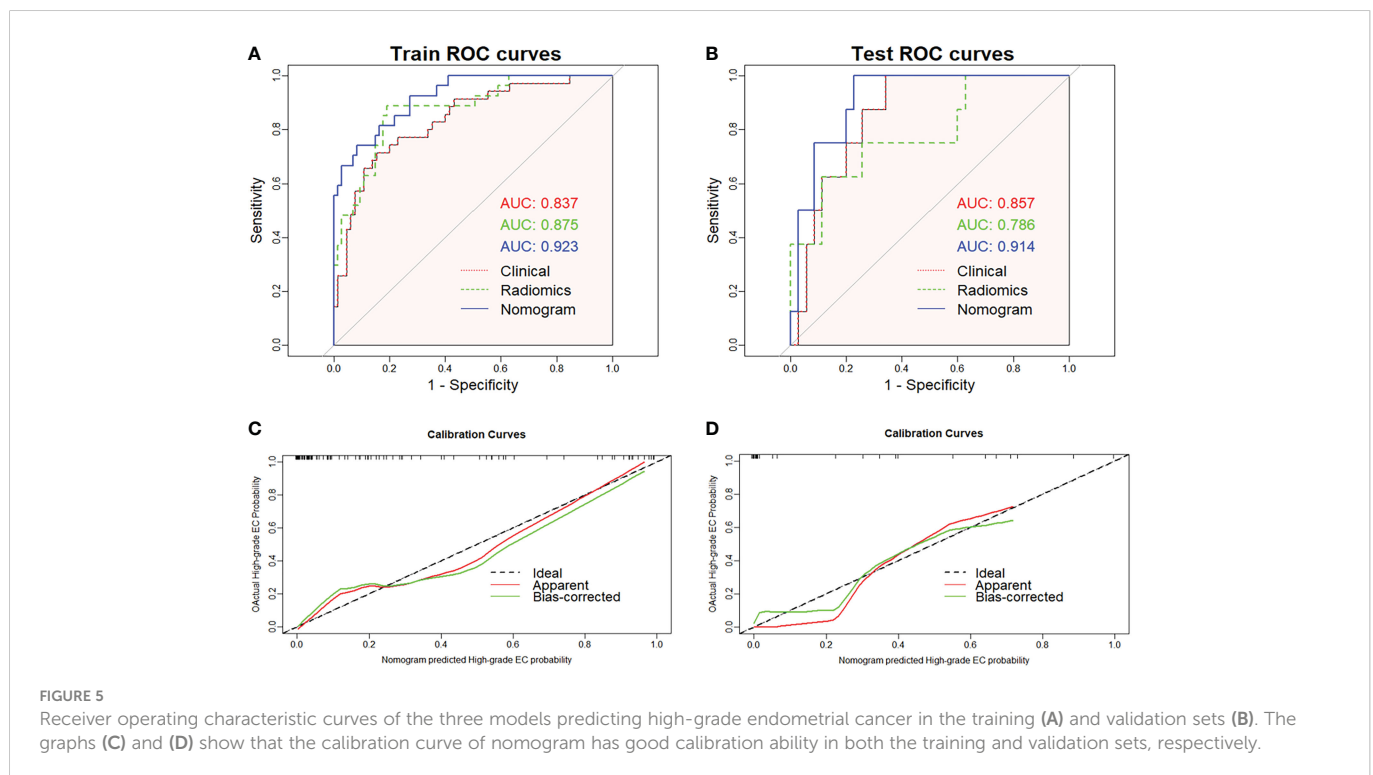 A
Train ROC curves
Sensitivity
0.0
0.2
0.4
0.6
0.8
1.0
AUC: 0.837
AUC: 0.875
AUC: 0.923
Clinical
Radiomics
Nomogram
0.0 0.2 0.4 0.6 0.8 1.0
1 - Specificity
B
Test ROC curves
Sensitivity
0.0
0.2
0.4
0.6
0.8
1.0
AUC: 0.857
AUC: 0.786
AUC: 0.914
Clinical
Radiomics
Nomogram
0.0 0.2 0.4 0.6 0.8 1.0
1 - Specificity
C
Calibration Curves
OActual High-grade EC Probability
0.0
0.2
0.4
0.6
0.8
1.0
Ideal
Apparent
Bias-corrected
0.0 0.2 0.4 0.6 0.8 1.0
Nomogram predicted High-grade EC probability
D
Calibration Curves
OActual High-grade EC Probability
0.0
0.2
0.4
0.6
0.8
1.0
Ideal
Apparent
Bias-corrected
0.0 0.2 0.4 0.6 0.8 1.0
Nomogram predicted High-grade EC probability
FIGURE 5
Receiver operating characteristic curves of the three models predicting high-grade endometrial cancer in the training (A) and validation sets (B). The
graphs (C) and (D) show that the calibration curve of nomogram has good calibration ability in both the training and validation sets, respectively.